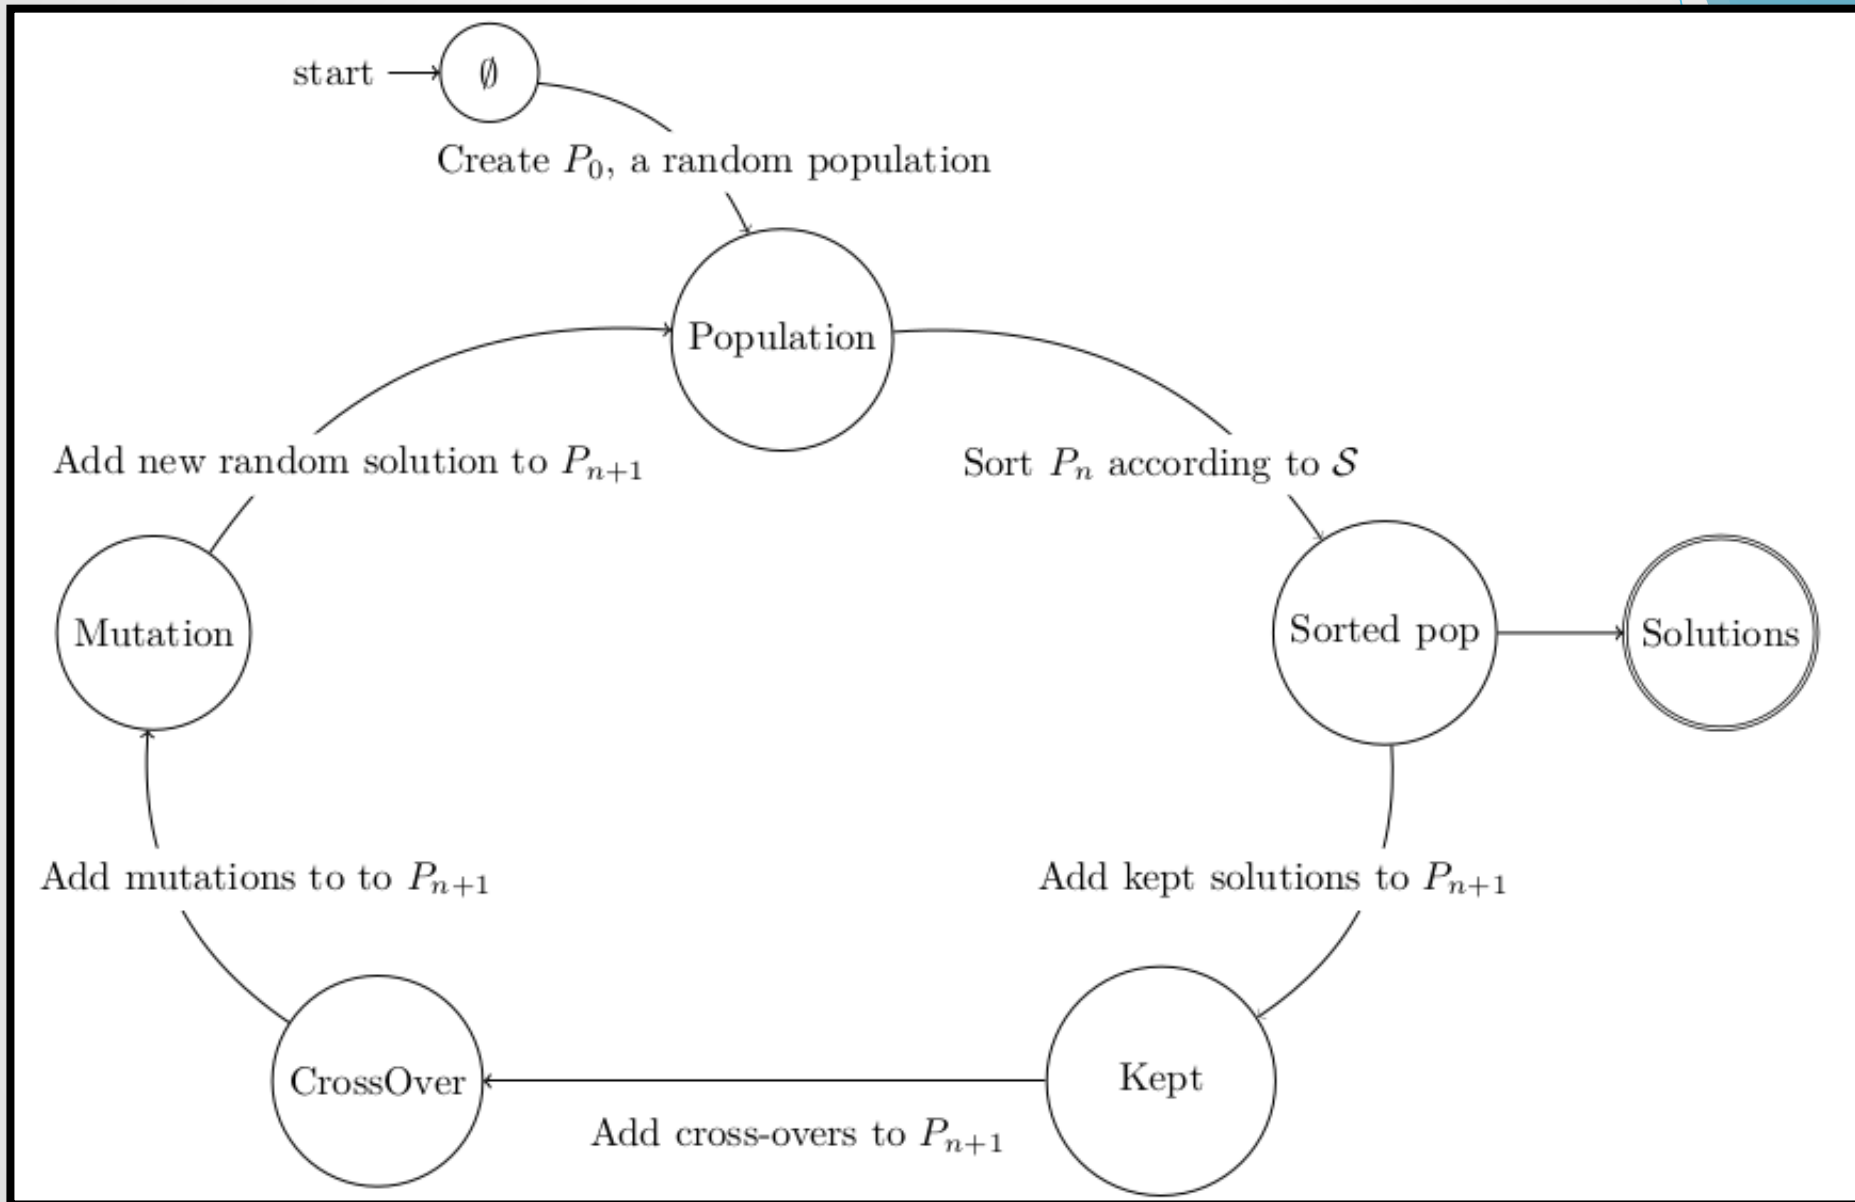 start
∅
Create P₀, a random population
Population
Add new random solution to Pₙ₊₁
Sort Pₙ according to 𝒮
Mutation
Sorted pop
Solutions
Add mutations to to Pₙ₊₁
Add kept solutions to Pₙ₊₁
CrossOver
Kept
Add cross-overs to Pₙ₊₁